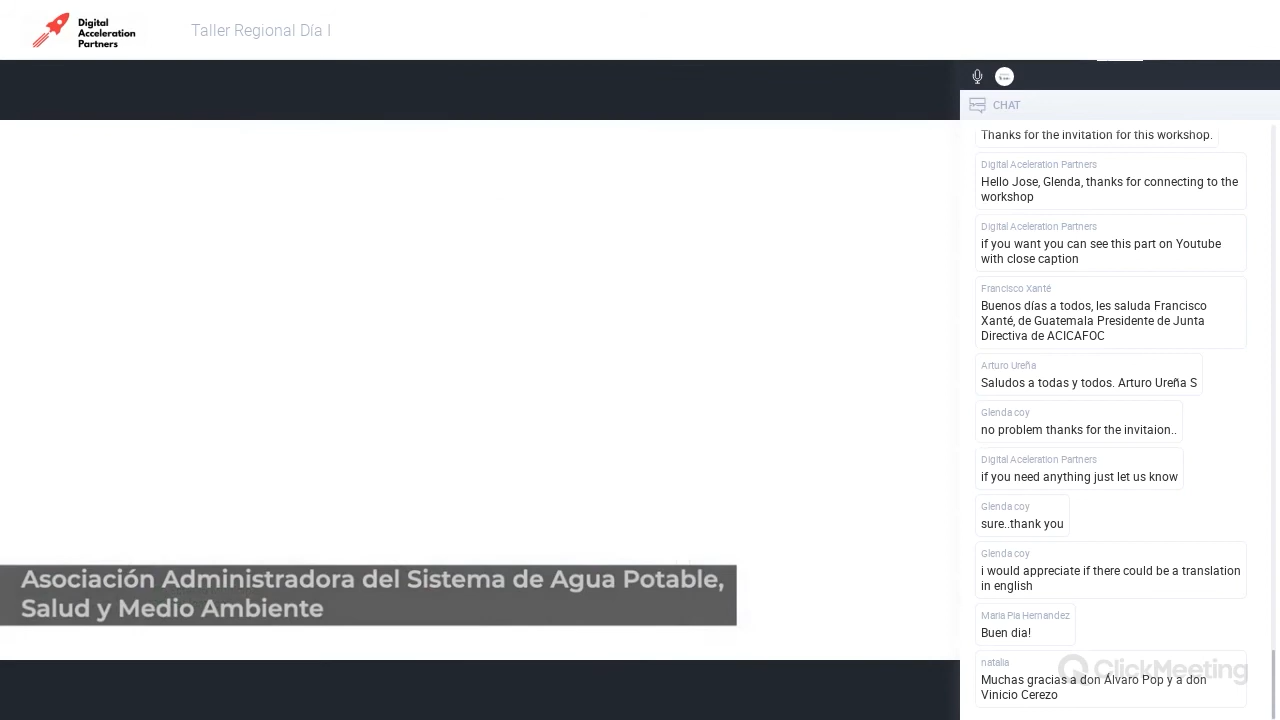 Digital
Acceleration
Partners
Taller Regional Día I
CHAT
Thanks for the invitation for this workshop.
Digital Aceleration Partners
Hello Jose, Glenda, thanks for connecting to the
workshop
Digital Aceleration Partners
if you want you can see this part on Youtube
with close caption
Francisco Xanté
Buenos días a todos, les saluda Francisco
Xanté, de Guatemala Presidente de Junta
Directiva de ACICAFOC
Arturo Ureña
Saludos a todas y todos. Arturo Ureña S
Glenda coy
no problem thanks for the invitaion..
Digital Aceleration Partners
if you need anything just let us know
Glenda coy
sure..thank you
Glenda coy
i would appreciate if there could be a translation
in english
Maria Pia Hernandez
Buen dia!
natalia
Muchas gracias a don Álvaro Pop y a don
Vinicio Cerezo
ClickMeeting
Asociación Administradora del Sistema de Agua Potable,
Salud y Medio Ambiente